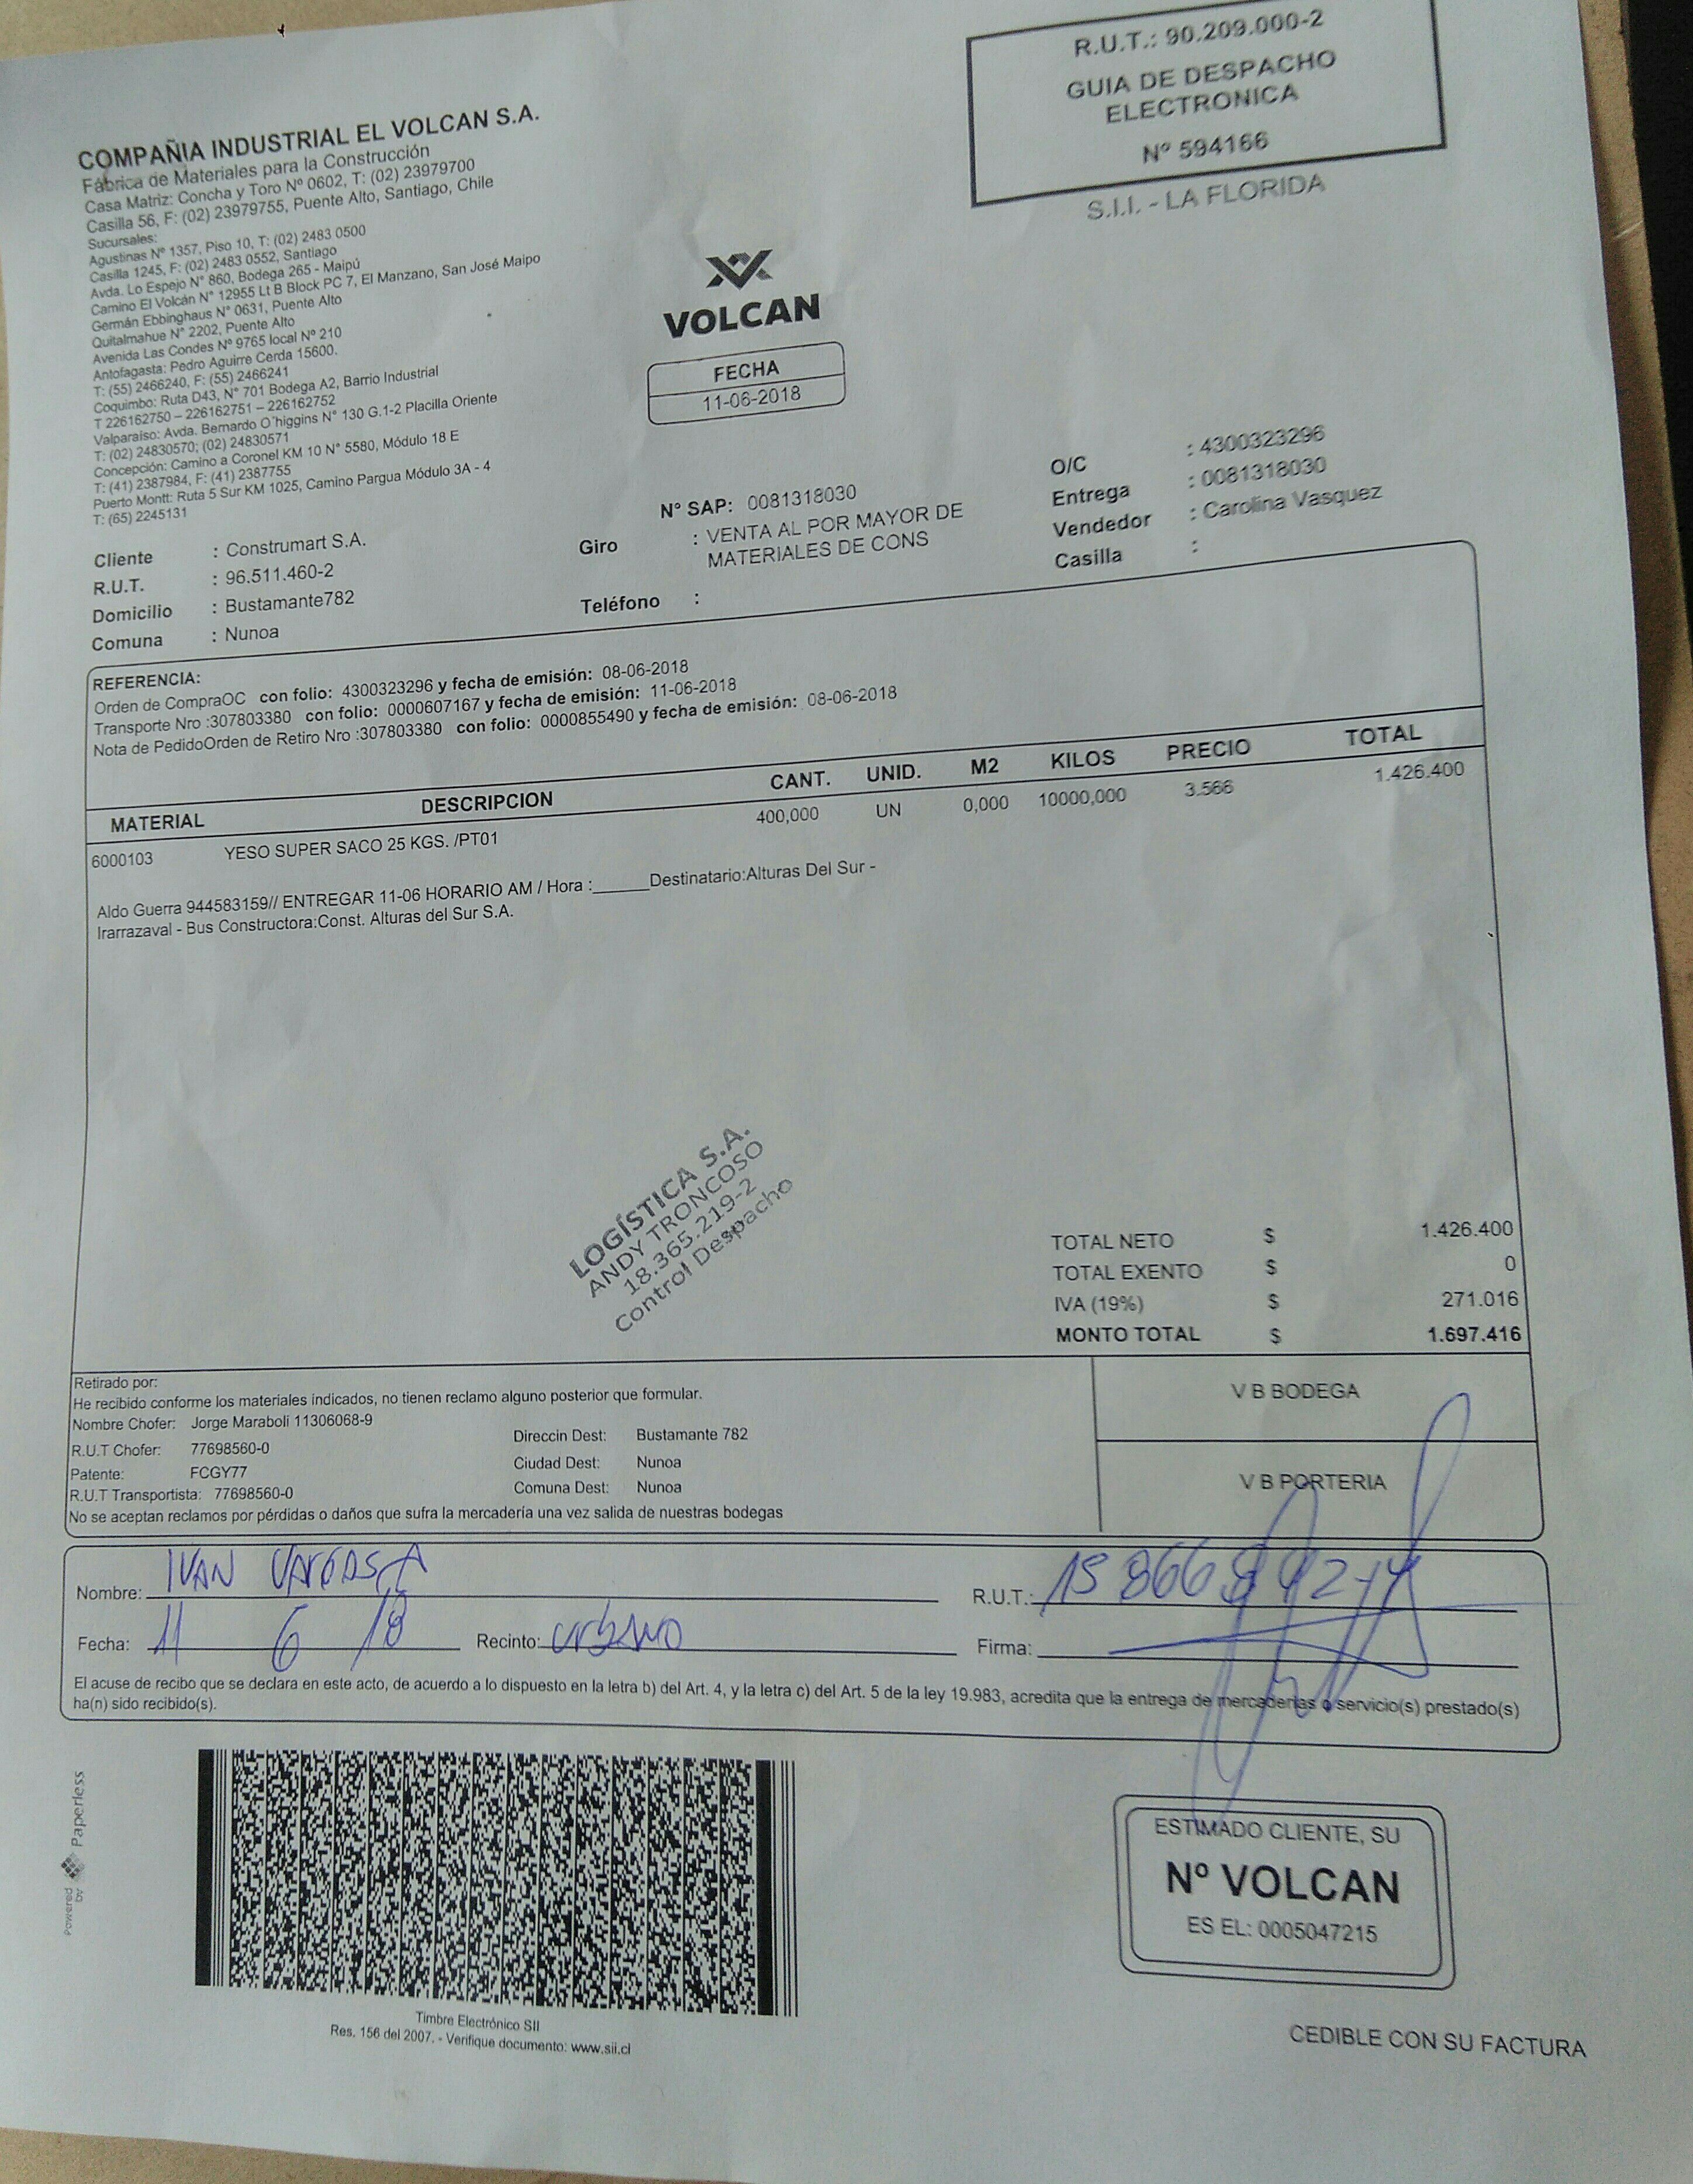 R.U.T.: 90.209.000-2
GUIA DE DESPACHO
ELECTRONICA
Nº 594166
S.I.I. - LA FLORIDA
COMPAÑIA INDUSTRIAL EL VOLCAN S.A.
Fábrica de Materiales para la Construcción
Casa Matriz: Concha y Toro Nº 0602, T: (02) 23979700
Casilla 56, F: (02) 23979755, Puente Alto, Santiago, Chile
Sucursales:
Agustinas Nº 1357, Piso 10, T: (02) 2483 0500
Casilla 1245, F: (02) 2483 0552, Santiago
Avda. Lo Espejo N° 860, Bodega 265 - Maipú
Camino El Volcán N° 12955 Lt B Block PC 7, El Manzano, San José Maipo
Germán Ebbinghaus N° 0631, Puente Alto
Quitalmahue N° 2202, Puente Alto
Avenida Las Condes Nº 9765 local Nº 210
Antofagasta: Pedro Aguirre Cerda 15600.
T: (55) 2466240, F: (55) 2466241
Coquimbo: Ruta D43, N° 701 Bodega A2, Barrio Industrial
T 226162750 – 226162751 – 226162752
Valparaíso: Avda. Bernardo O´higgins N° 130 G.1-2 Placilla Oriente
T: (02) 24830570; (02) 24830571
Concepción: Camino a Coronel KM 10 N° 5580, Módulo 18 E
T: (41) 2387984, F: (41) 2387755
Puerto Montt: Ruta 5 Sur KM 1025, Camino Pargua Módulo 3A - 4
T: (65) 2245131
VOLCAN
FECHA
11-06-2018
N° SAP: 0081318030
O/C : 4300323296
Entrega : 0081318030
Vendedor : Carolina Vasquez
Casilla :
Cliente : Construmart S.A.
R.U.T. : 96.511.460-2
Domicilio : Bustamante782
Comuna : Nunoa
Giro : VENTA AL POR MAYOR DE
MATERIALES DE CONS
Teléfono :
REFERENCIA:
Orden de CompraOC con folio: 4300323296 y fecha de emisión: 08-06-2018
Transporte Nro :307803380 con folio: 0000607167 y fecha de emisión: 11-06-2018
Nota de PedidoOrden de Retiro Nro :307803380 con folio: 0000855490 y fecha de emisión: 08-06-2018
MATERIAL DESCRIPCION CANT. UNID. M2 KILOS PRECIO TOTAL
6000103 YESO SUPER SACO 25 KGS. /PT01 400,000 UN 0,000 10000,000 3.566 1.426.400
Aldo Guerra 944583159// ENTREGAR 11-06 HORARIO AM / Hora :______Destinatario:Alturas Del Sur -
Irarrazaval - Bus Constructora:Const. Alturas del Sur S.A.
LOGÍSTICA S.A.
ANDY TRONCOSO
18.365.219-2
Control Despacho
TOTAL NETO $ 1.426.400
TOTAL EXENTO $ 0
IVA (19%) $ 271.016
MONTO TOTAL $ 1.697.416
Retirado por:
He recibido conforme los materiales indicados, no tienen reclamo alguno posterior que formular.
Nombre Chofer: Jorge Maraboli 11306068-9
R.U.T Chofer: 77698560-0
Patente: FCGY77
R.U.T Transportista: 77698560-0
Direccin Dest: Bustamante 782
Ciudad Dest: Nunoa
Comuna Dest: Nunoa
No se aceptan reclamos por pérdidas o daños que sufra la mercadería una vez salida de nuestras bodegas
V B BODEGA
V B PORTERIA
Nombre: IVAN VARGAS A
R.U.T.:
Fecha: 11 6 18 Recinto: URBANO
Firma:
El acuse de recibo que se declara en este acto, de acuerdo a lo dispuesto en la letra b) del Art. 4, y la letra c) del Art. 5 de la ley 19.983, acredita que la entrega de mercaderías o servicio(s) prestado(s)
ha(n) sido recibido(s).
Powered by Paperless
Timbre Electrónico SII
Res. 156 del 2007. - Verifique documento: www.sii.cl
ESTIMADO CLIENTE, SU
Nº VOLCAN
ES EL: 0005047215
CEDIBLE CON SU FACTURA